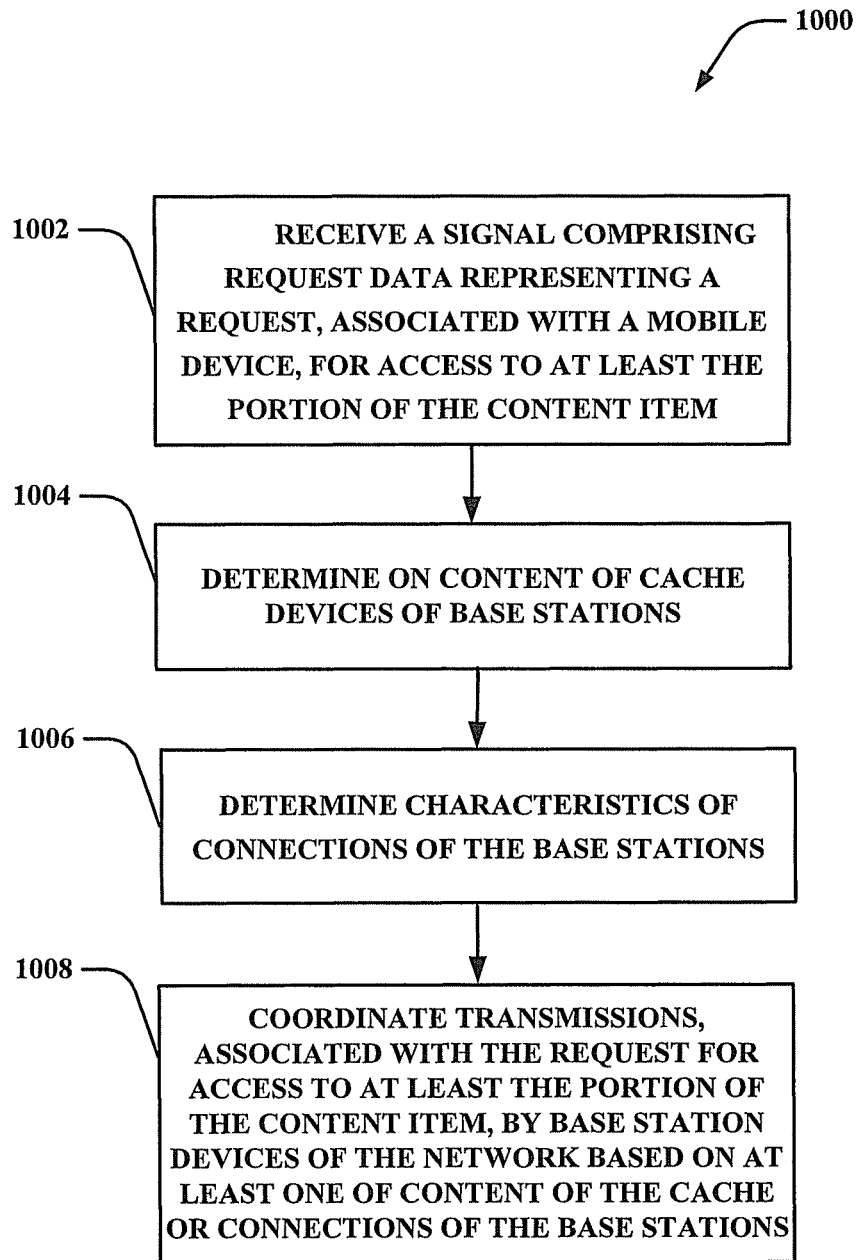 1000
1002
RECEIVE A SIGNAL COMPRISING
REQUEST DATA REPRESENTING A
REQUEST, ASSOCIATED WITH A MOBILE
DEVICE, FOR ACCESS TO AT LEAST THE
PORTION OF THE CONTENT ITEM
1004
DETERMINE ON CONTENT OF CACHE
DEVICES OF BASE STATIONS
1006
DETERMINE CHARACTERISTICS OF
CONNECTIONS OF THE BASE STATIONS
1008
COORDINATE TRANSMISSIONS,
ASSOCIATED WITH THE REQUEST FOR
ACCESS TO AT LEAST THE PORTION OF
THE CONTENT ITEM, BY BASE STATION
DEVICES OF THE NETWORK BASED ON AT
LEAST ONE OF CONTENT OF THE CACHE
OR CONNECTIONS OF THE BASE STATIONS